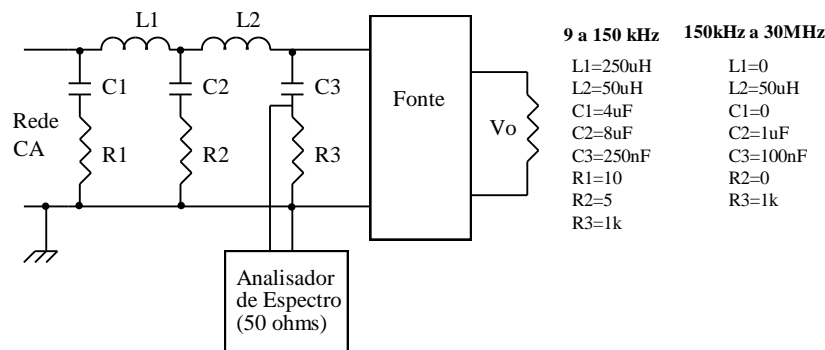 L1 L2
C1 C2 C3
Rede
CA
R1 R2 R3
Fonte
Vo
Analisador
de Espectro
(50 ohms)
9 a 150 kHz
L1=250uH
L2=50uH
C1=4uF
C2=8uF
C3=250nF
R1=10
R2=5
R3=1k
150kHz a 30MHz
L1=0
L2=50uH
C1=0
C2=1uF
C3=100nF
R2=0
R3=1k